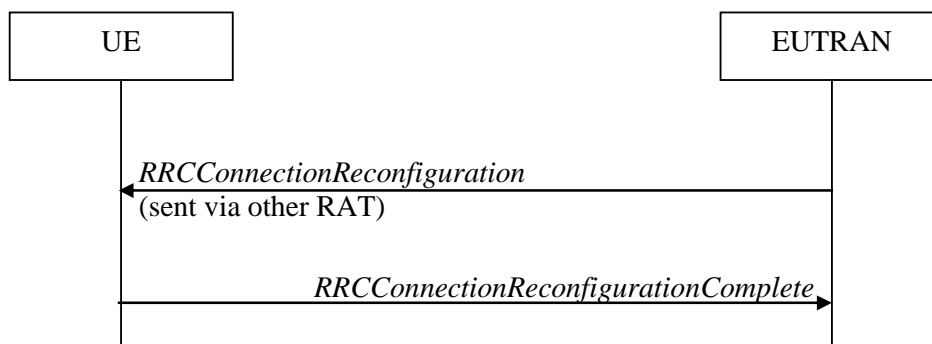 UE
EUTRAN
RRCConnectionReconfiguration
(sent via other RAT)
RRCConnectionReconfigurationComplete